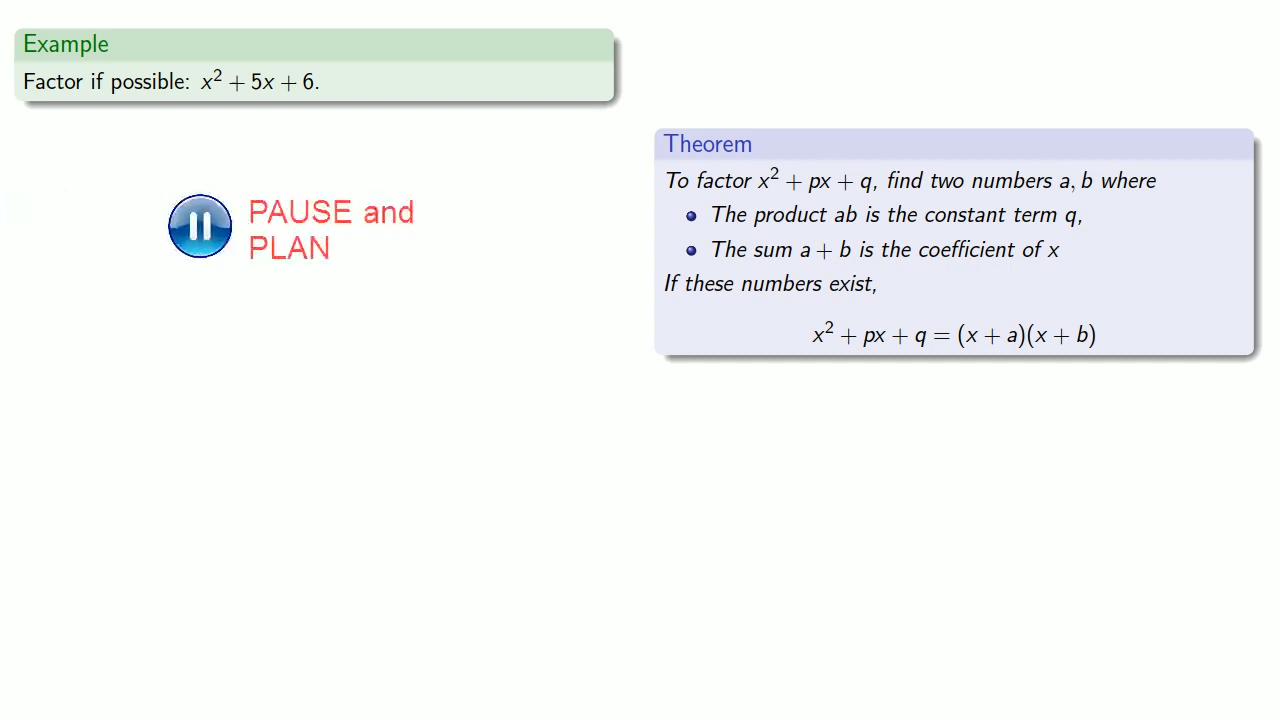 Example
Factor if possible: x² + 5x + 6.
PAUSE and
PLAN
Theorem
To factor x² + px + q, find two numbers a, b where
The product ab is the constant term q,
The sum a + b is the coefficient of x
If these numbers exist,
x² + px + q = (x + a)(x + b)